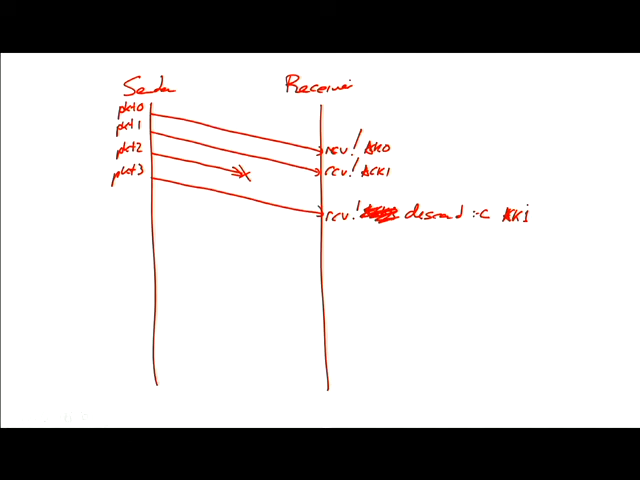 Sender Receiver
pkt0
pkt1
pkt2
pkt3
rcv! ACK0
rcv! ACK1
rcv! discard :c ACK1